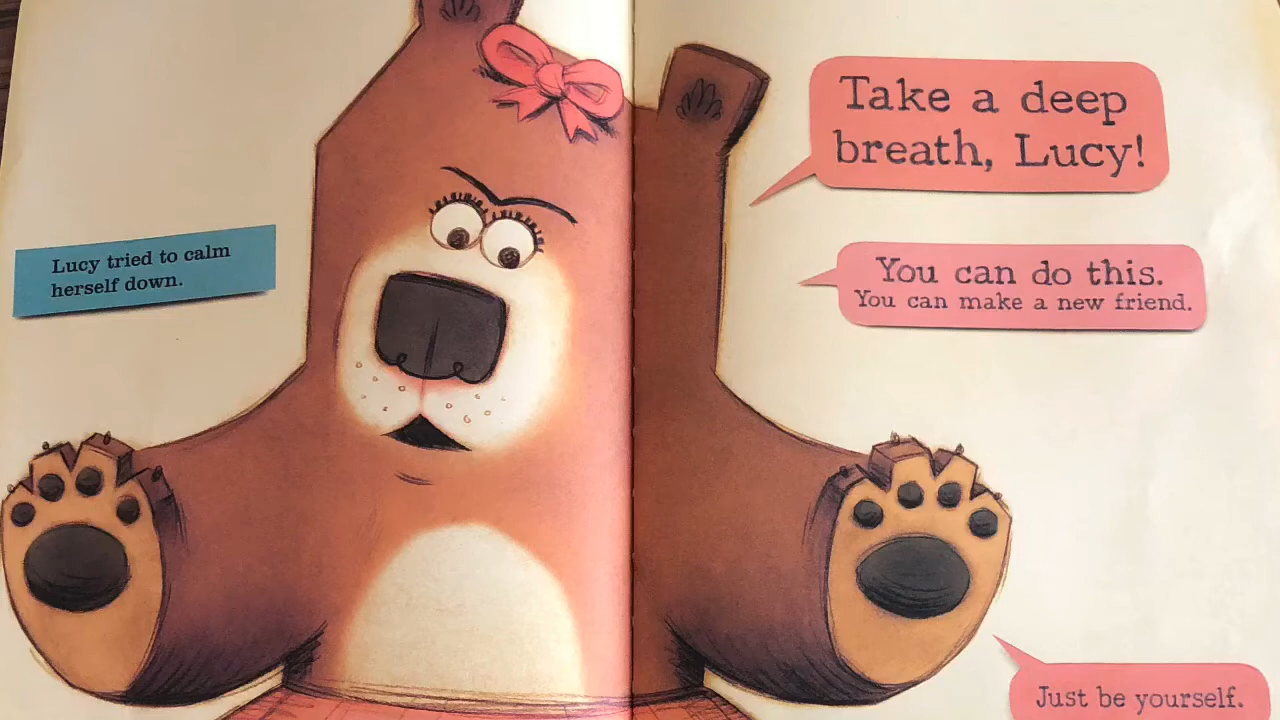 Lucy tried to calm
herself down.
Take a deep
breath, Lucy!
You can do this.
You can make a new friend.
Just be yourself.